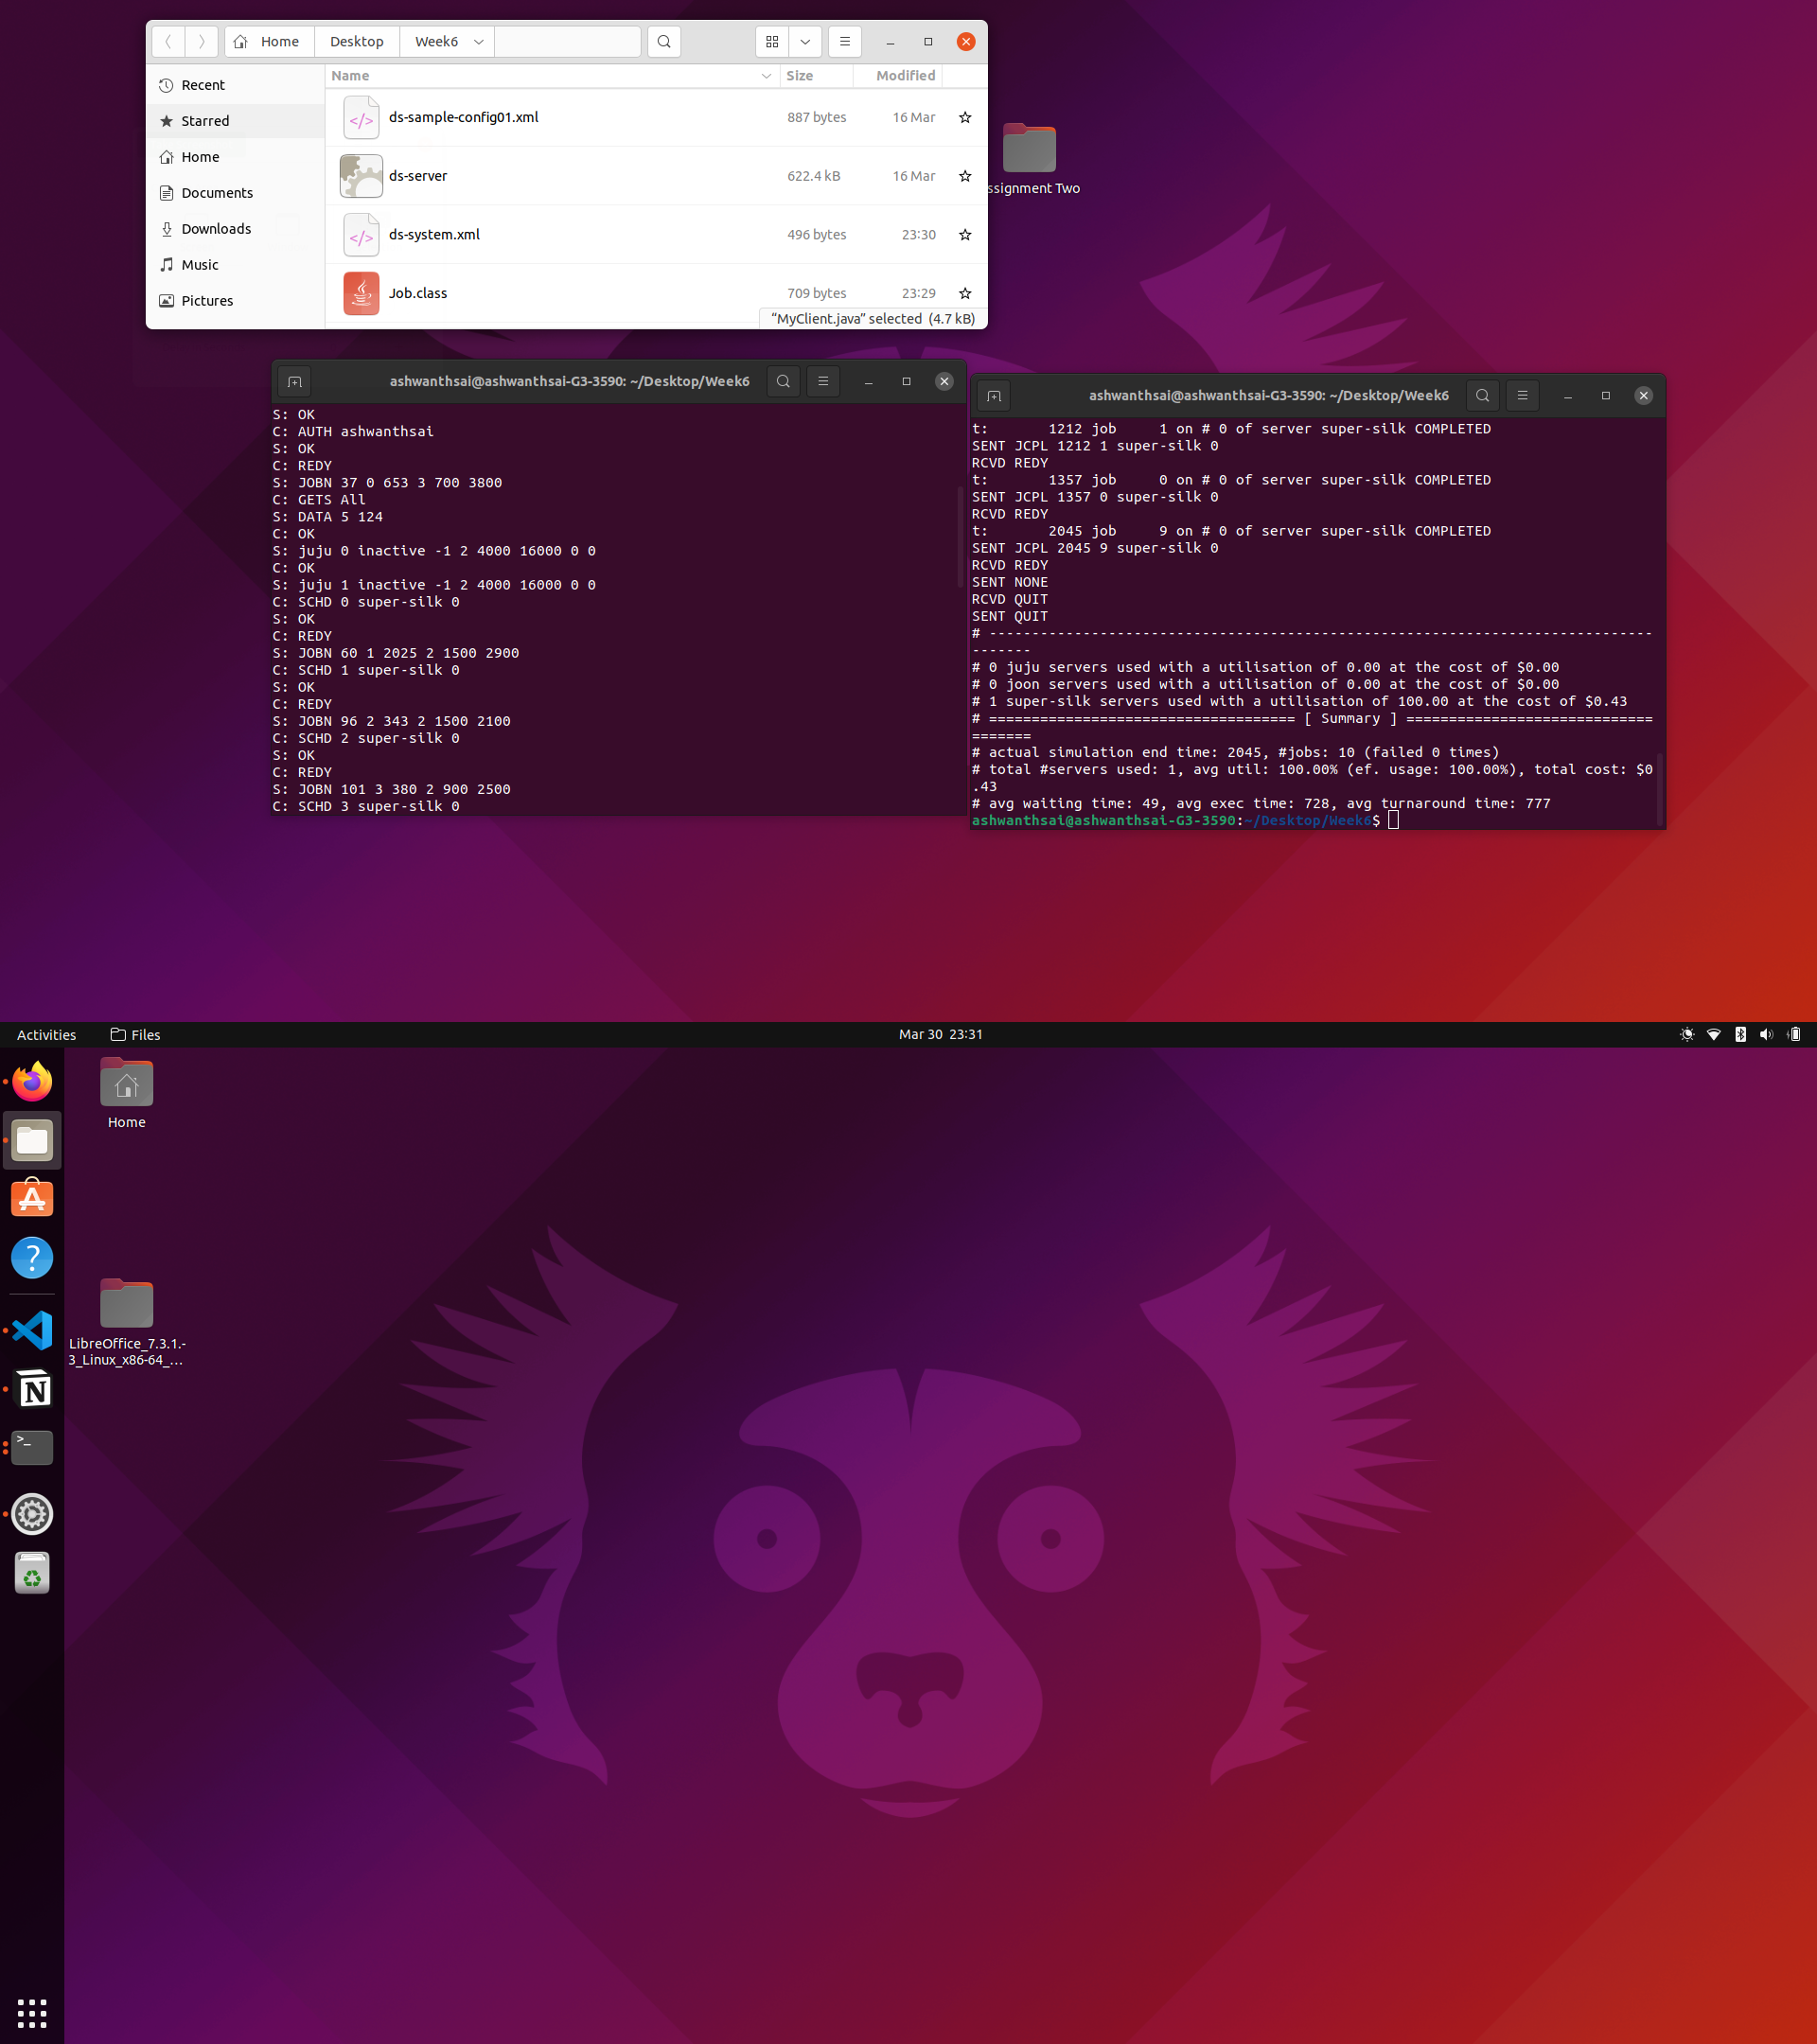 Home Desktop Week6
Name Size Modified
Recent
Starred
Home
Documents
Downloads
Music
Pictures
ds-sample-config01.xml 887 bytes 16 Mar
ds-server 622.4 kB 16 Mar
ds-system.xml 496 bytes 23:30
Job.class 709 bytes 23:29
“MyClient.java” selected (4.7 kB)
ssignment Two
ashwanthsai@ashwanthsai-G3-3590: ~/Desktop/Week6
S: OK
C: AUTH ashwanthsai
S: OK
C: REDY
S: JOBN 37 0 653 3 700 3800
C: GETS All
S: DATA 5 124
C: OK
S: juju 0 inactive -1 2 4000 16000 0 0
C: OK
S: juju 1 inactive -1 2 4000 16000 0 0
C: SCHD 0 super-silk 0
S: OK
C: REDY
S: JOBN 60 1 2025 2 1500 2900
C: SCHD 1 super-silk 0
S: OK
C: REDY
S: JOBN 96 2 343 2 1500 2100
C: SCHD 2 super-silk 0
S: OK
C: REDY
S: JOBN 101 3 380 2 900 2500
C: SCHD 3 super-silk 0
ashwanthsai@ashwanthsai-G3-3590: ~/Desktop/Week6
t: 1212 job 1 on # 0 of server super-silk COMPLETED
SENT JCPL 1212 1 super-silk 0
RCVD REDY
t: 1357 job 0 on # 0 of server super-silk COMPLETED
SENT JCPL 1357 0 super-silk 0
RCVD REDY
t: 2045 job 9 on # 0 of server super-silk COMPLETED
SENT JCPL 2045 9 super-silk 0
RCVD REDY
SENT NONE
RCVD QUIT
SENT QUIT
# ------------------------------------------------------------------------------
-------
# 0 juju servers used with a utilisation of 0.00 at the cost of $0.00
# 0 joon servers used with a utilisation of 0.00 at the cost of $0.00
# 1 super-silk servers used with a utilisation of 100.00 at the cost of $0.43
# ==================================== [ Summary ] =============================
=======
# actual simulation end time: 2045, #jobs: 10 (failed 0 times)
# total #servers used: 1, avg util: 100.00% (ef. usage: 100.00%), total cost: $0
.43
# avg waiting time: 49, avg exec time: 728, avg turnaround time: 777
ashwanthsai@ashwanthsai-G3-3590:~/Desktop/Week6$
Activities Files Mar 30 23:31
Home
LibreOffice_7.3.1.-
3_Linux_x86-64_...